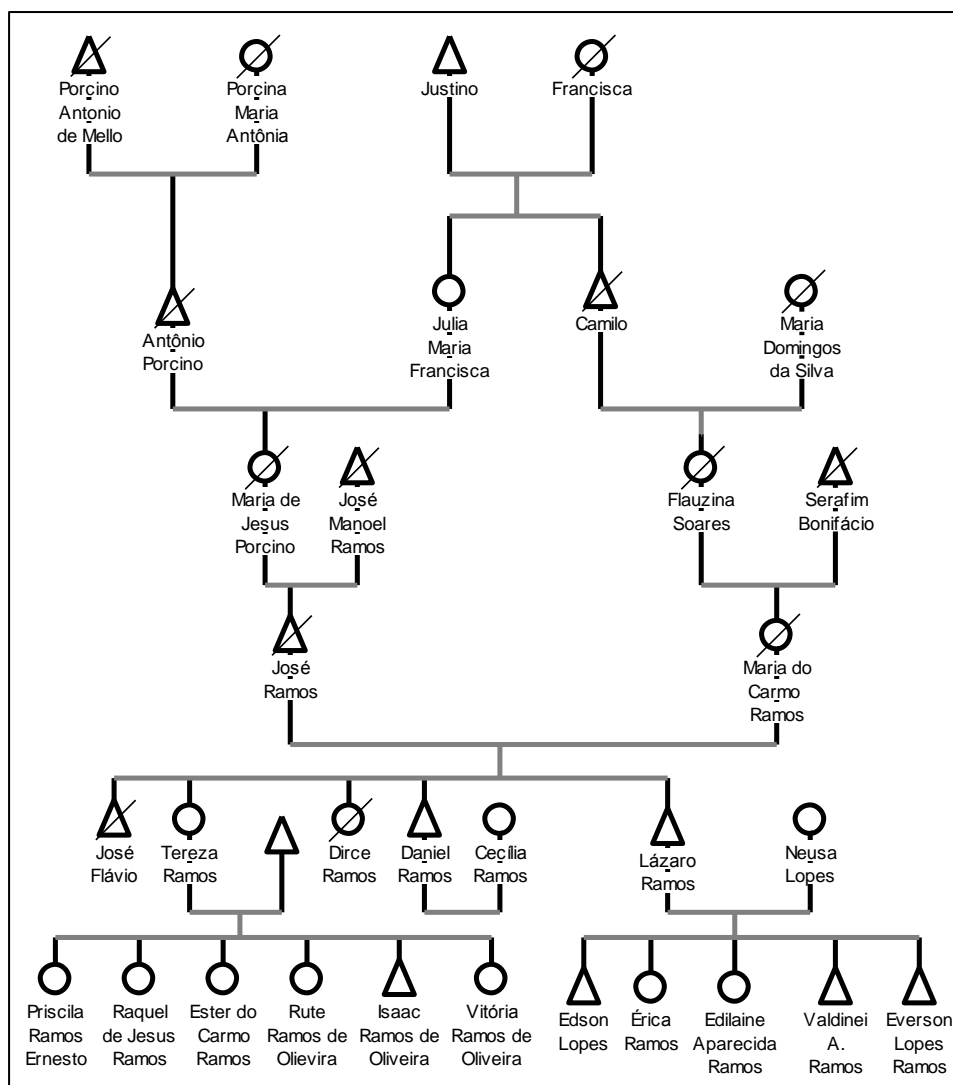 Porcino
Antonio
de Mello
Porcina
Maria
Antônia
Justino
Francisca
Antônio
Porcino
Julia
Maria
Francisca
Camilo
Maria
Domingos
da Silva
Maria de
Jesus
Porcino
José
Manoel
Ramos
Flauzina
Soares
Serafim
Bonifácio
José
Ramos
Maria do
Carmo
Ramos
José
Flávio
Tereza
Ramos
Dirce
Ramos
Daniel
Ramos
Cecília
Ramos
Lázaro
Ramos
Neusa
Lopes
Priscila
Ramos
Ernesto
Raquel
de Jesus
Ramos
Ester do
Carmo
Ramos
Rute
Ramos de
Olievira
Isaac
Ramos de
Oliveira
Vitória
Ramos de
Oliveira
Edson
Lopes
Érica
Ramos
Edilaine
Aparecida
Ramos
Valdinei
A.
Ramos
Everson
Lopes
Ramos